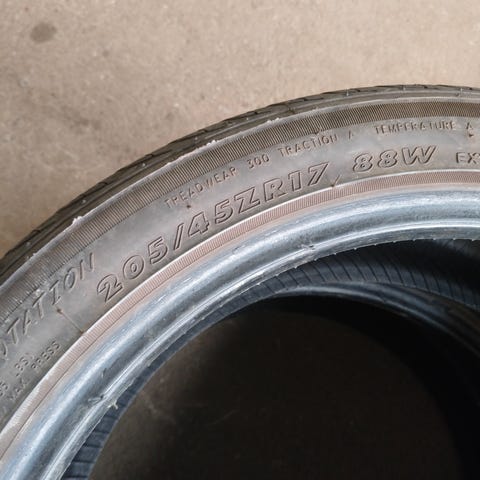 TREADWEAR 300 TRACTION A TEMPERATURE A
205/45ZR17 88W